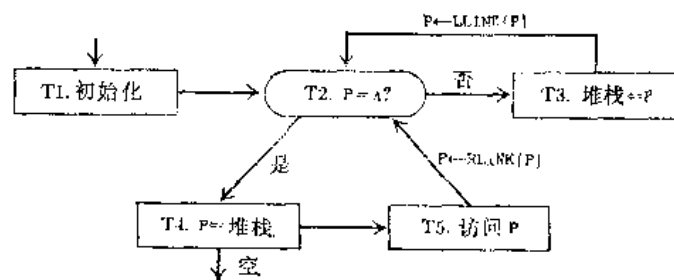 P←LLINK(P)
T1. 初始化
T2. P=Λ?
否
T3. 堆栈⇐P
是
P←RLINK(P)
T4. P⇐堆栈
T5. 访问 P
空